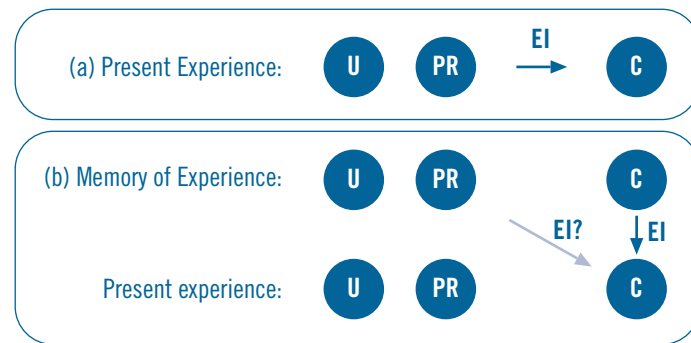 EI
(a) Present Experience: U PR C
(b) Memory of Experience: U PR C
EI? EI
Present experience: U PR C